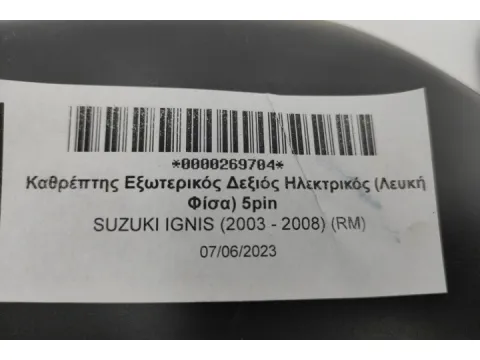 *0000269704*
Καθρέπτης Εξωτερικός Δεξιός Ηλεκτρικός (Λευκή
Φίσα) 5pin
SUZUKI IGNIS (2003 - 2008) (RM)
07/06/2023